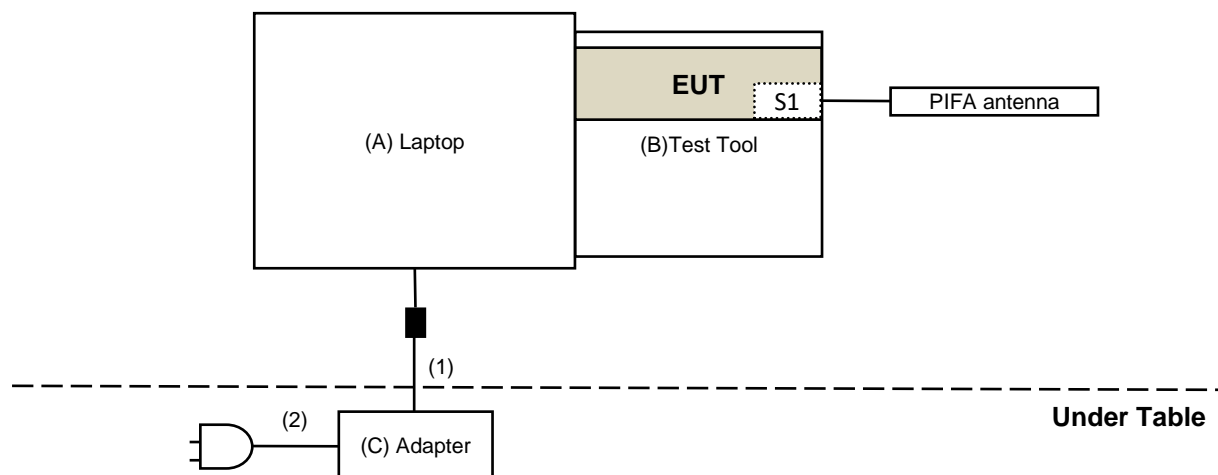 EUT
S1
PIFA antenna
(A) Laptop
(B)Test Tool
(1)
(2)
Under Table
(C) Adapter